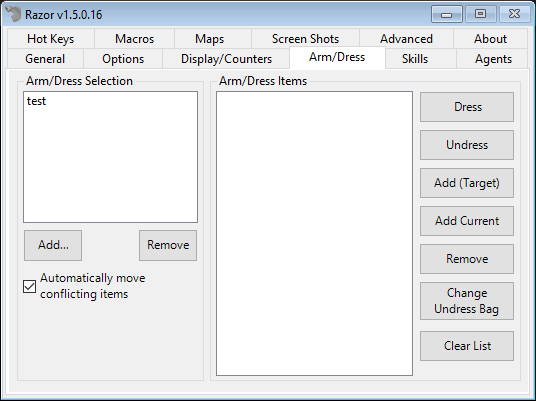 Razor v1.5.0.16
Hot Keys Macros Maps Screen Shots Advanced About
General Options Display/Counters Arm/Dress Skills Agents
Arm/Dress Selection
test
Add...
Remove
Automatically move
conflicting items
Arm/Dress Items
Dress
Undress
Add (Target)
Add Current
Remove
Change
Undress Bag
Clear List